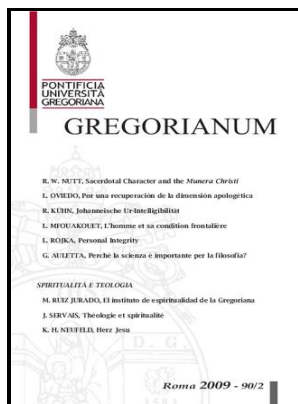 PONTIFICIA
UNIVERSITÀ
GREGORIANA
GREGORIANUM
R. W. NUTT, Sacerdotal Character and the Munera Christi
L. OVIEDO, Por una recuperación de la dimensión apologética
R. KÜHN, Johanneische Ur-Intelligibilität
L. MFOUAKOUET, L'homme et sa condition frontalière
L. ROJKA, Personal Integrity
G. AULETTA, Perché la scienza è importante per la filosofia?
SPIRITUALITÀ E TEOLOGIA
M. RUIZ JURADO, El instituto de espiritualidad de la Gregoriana
J. SERVAIS, Théologie et spiritualité
K. H. NEUFELD, Herz Jesu
Roma 2009 - 90/2